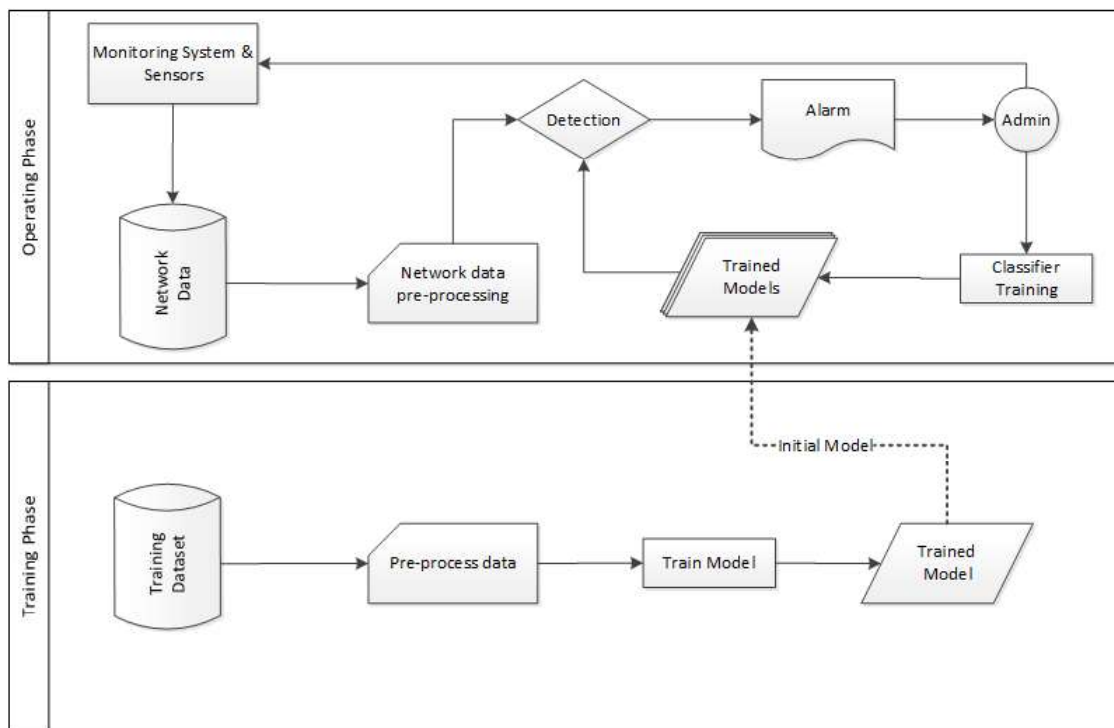 Operating Phase
Monitoring System &
Sensors
Network
Data
Network data
pre-processing
Detection
Alarm
Admin
Trained
Models
Classifier
Training
Training Phase
Initial Model
Training
Dataset
Pre-process data
Train Model
Trained
Model